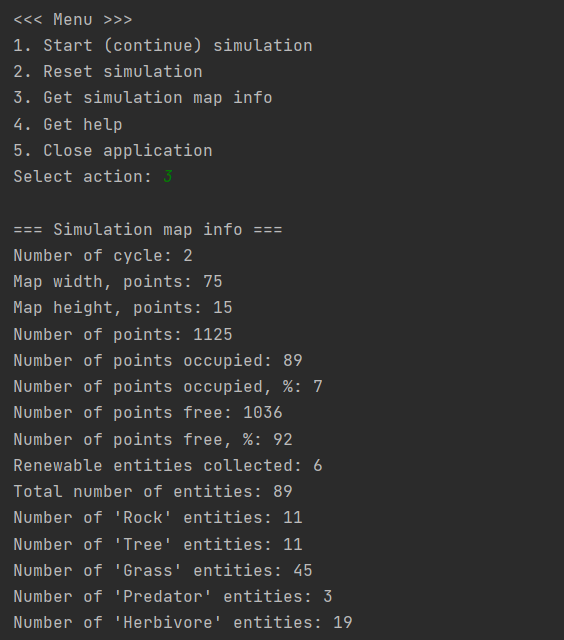 <<< Menu >>>
1. Start (continue) simulation
2. Reset simulation
3. Get simulation map info
4. Get help
5. Close application
Select action: 3
=== Simulation map info ===
Number of cycle: 2
Map width, points: 75
Map height, points: 15
Number of points: 1125
Number of points occupied: 89
Number of points occupied, %: 7
Number of points free: 1036
Number of points free, %: 92
Renewable entities collected: 6
Total number of entities: 89
Number of 'Rock' entities: 11
Number of 'Tree' entities: 11
Number of 'Grass' entities: 45
Number of 'Predator' entities: 3
Number of 'Herbivore' entities: 19